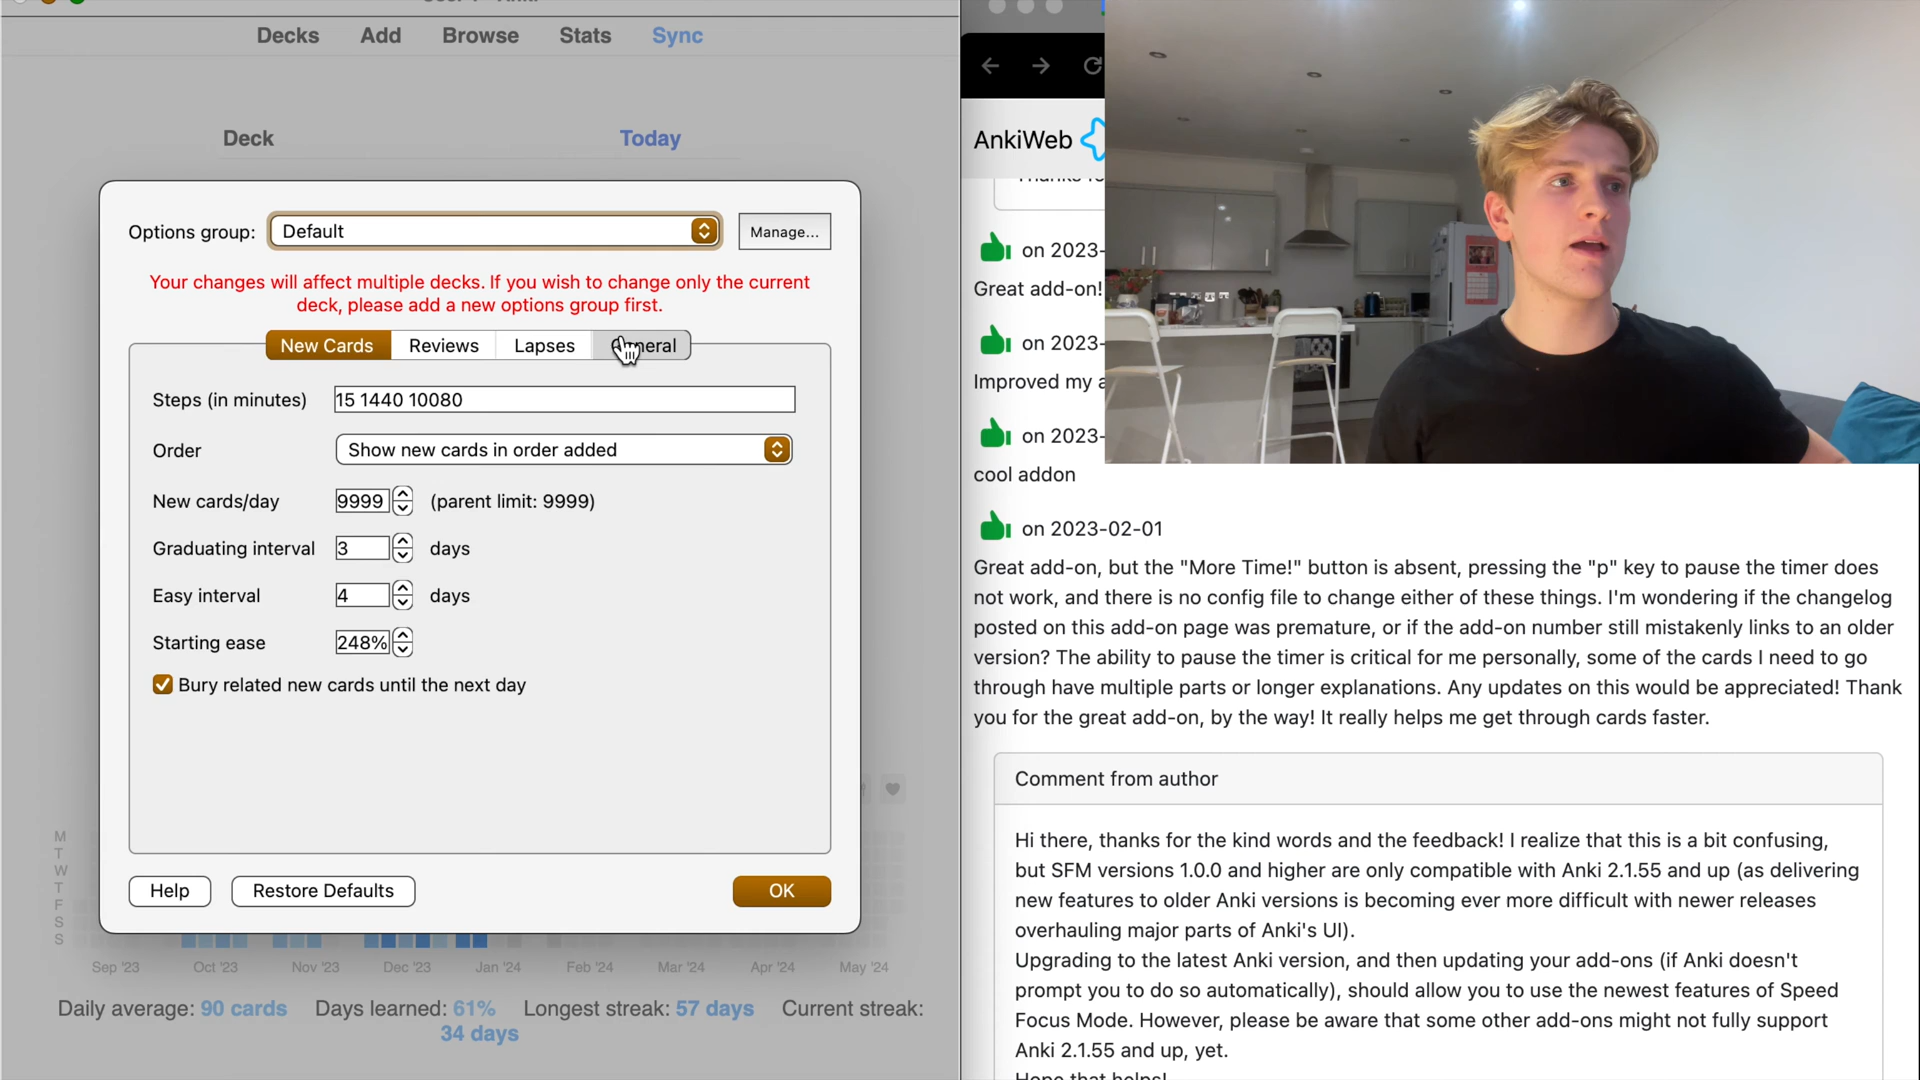 Decks Add Browse Stats Sync
Deck Today
Options group: Default Manage...
Your changes will affect multiple decks. If you wish to change only the current
deck, please add a new options group first.
New Cards Reviews Lapses
Steps (in minutes) 15 1440 10080
Order Show new cards in order added
New cards/day 9999 (parent limit: 9999)
Graduating interval 3 days
Easy interval 4 days
Starting ease 248%
Bury related new cards until the next day
Help Restore Defaults OK
M
T
W
T
F
S
S
Sep '23 Oct '23 Nov '23 Dec '23 Jan '24 Feb '24 Mar '24 Apr '24 May '24
Daily average: 90 cards Days learned: 61% Longest streak: 57 days Current streak:
34 days
AnkiWeb
on 2023-
Great add-on!
on 2023-
Improved my a
on 2023-
cool addon
on 2023-02-01
Great add-on, but the "More Time!" button is absent, pressing the "p" key to pause the timer does
not work, and there is no config file to change either of these things. I'm wondering if the changelog
posted on this add-on page was premature, or if the add-on number still mistakenly links to an older
version? The ability to pause the timer is critical for me personally, some of the cards I need to go
through have multiple parts or longer explanations. Any updates on this would be appreciated! Thank
you for the great add-on, by the way! It really helps me get through cards faster.
Comment from author
Hi there, thanks for the kind words and the feedback! I realize that this is a bit confusing,
but SFM versions 1.0.0 and higher are only compatible with Anki 2.1.55 and up (as delivering
new features to older Anki versions is becoming ever more difficult with newer releases
overhauling major parts of Anki's UI).
Upgrading to the latest Anki version, and then updating your add-ons (if Anki doesn't
prompt you to do so automatically), should allow you to use the newest features of Speed
Focus Mode. However, please be aware that some other add-ons might not fully support
Anki 2.1.55 and up, yet.
Hope that helps!